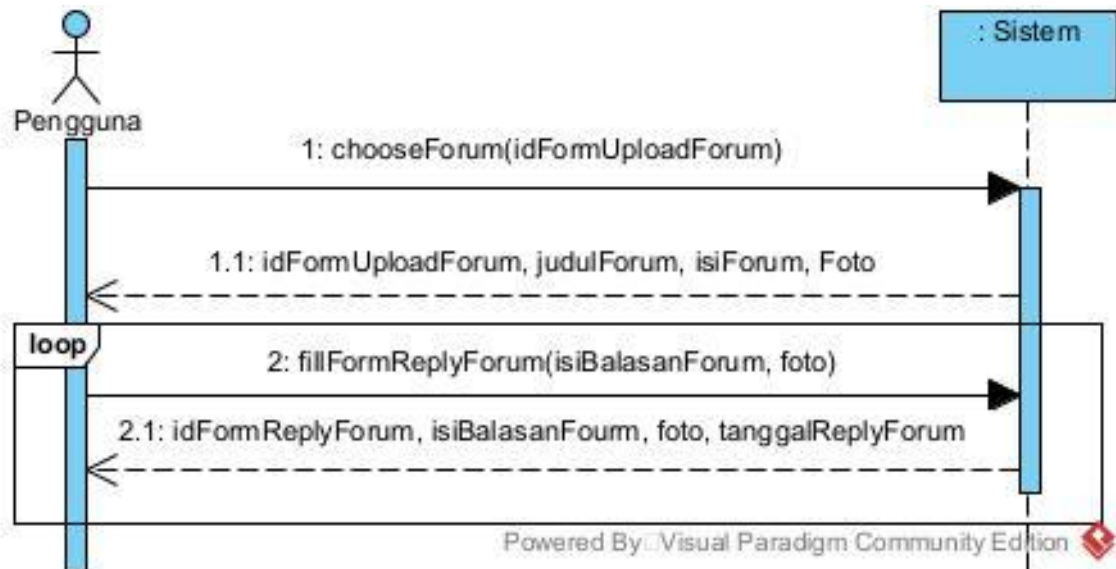 : Sistem
Pengguna
1: chooseForum(idFormUploadForum)
1.1: idFormUploadForum, judulForum, isiForum, Foto
loop
2: fillFormReplyForum(isiBalasanForum, foto)
2.1: idFormReplyForum, isiBalasanFourm, foto, tanggalReplyForum
Powered By Visual Paradigm Community Edition